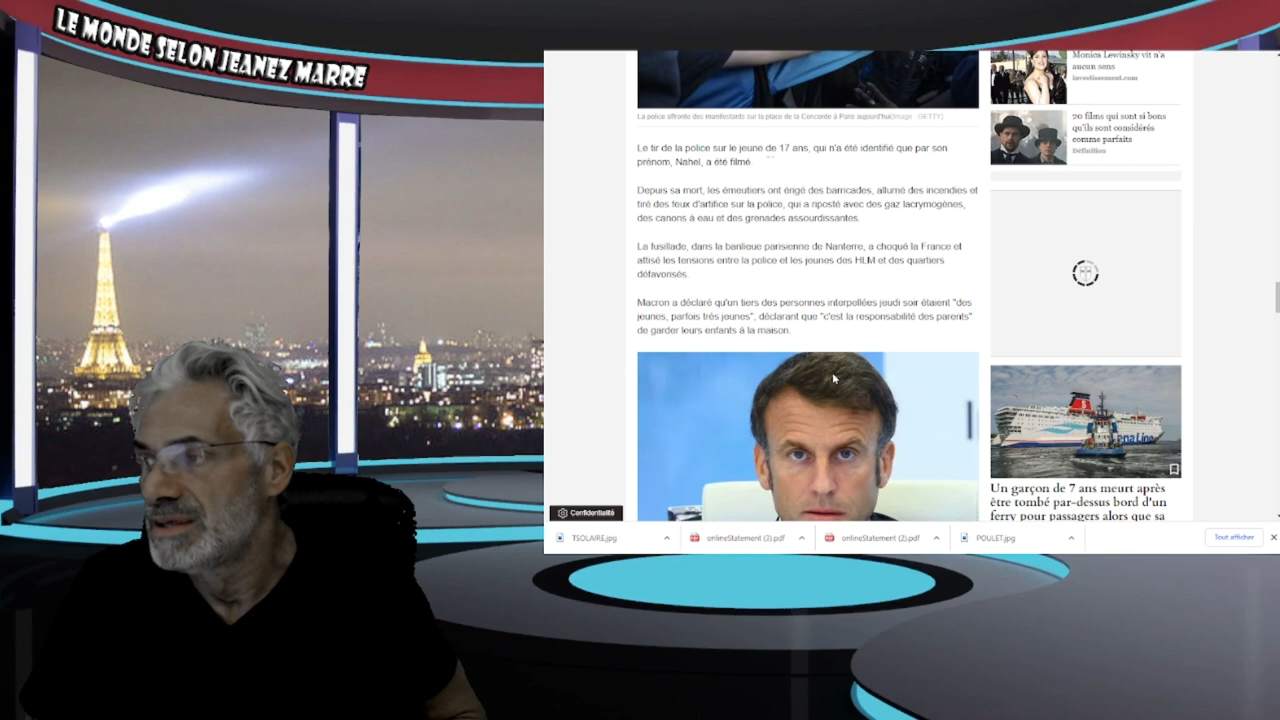 LE MONDE SELON JEANEZ MARRE
La police affronte des manifestants sur la place de la Concorde à Paris aujourd'hui(Image : GETTY)
Le tir de la police sur le jeune de 17 ans, qui n'a été identifié que par son
prénom, Nahel, a été filmé.
Depuis sa mort, les émeutiers ont érigé des barricades, allumé des incendies et
tiré des feux d'artifice sur la police, qui a riposté avec des gaz lacrymogènes,
des canons à eau et des grenades assourdissantes.
La fusillade, dans la banlieue parisienne de Nanterre, a choqué la France et
attisé les tensions entre la police et les jeunes des HLM et des quartiers
défavorisés.
Macron a déclaré qu'un tiers des personnes interpellées jeudi soir étaient "des
jeunes, parfois très jeunes", déclarant que "c'est la responsabilité des parents"
de garder leurs enfants à la maison.
Monica Lewinsky vit n'a
aucun sens
investissement.com
20 films qui sont si bons
qu'ils sont considérés
comme parfaits
Définition
Un garçon de 7 ans meurt après
être tombé par-dessus bord d'un
ferry pour passagers alors que sa
Confidentialité
TSOLAIRE.jpg
onlineStatement (3).pdf
onlineStatement (2).pdf
POULET.jpg
Tout afficher